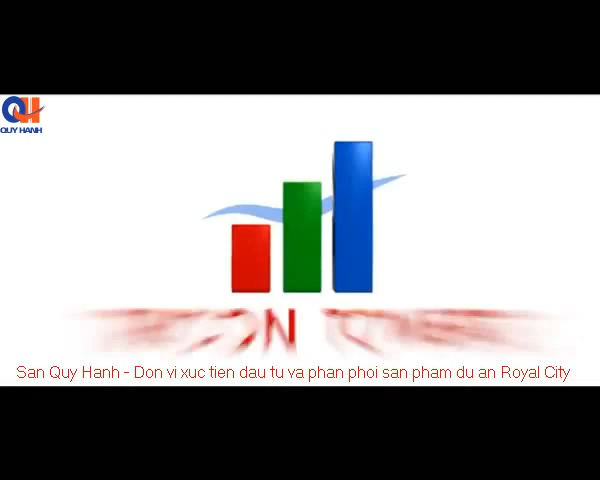 QH
QUY HANH
San Quy Hanh - Don vi xuc tien dau tu va phan phoi san pham du an Royal City